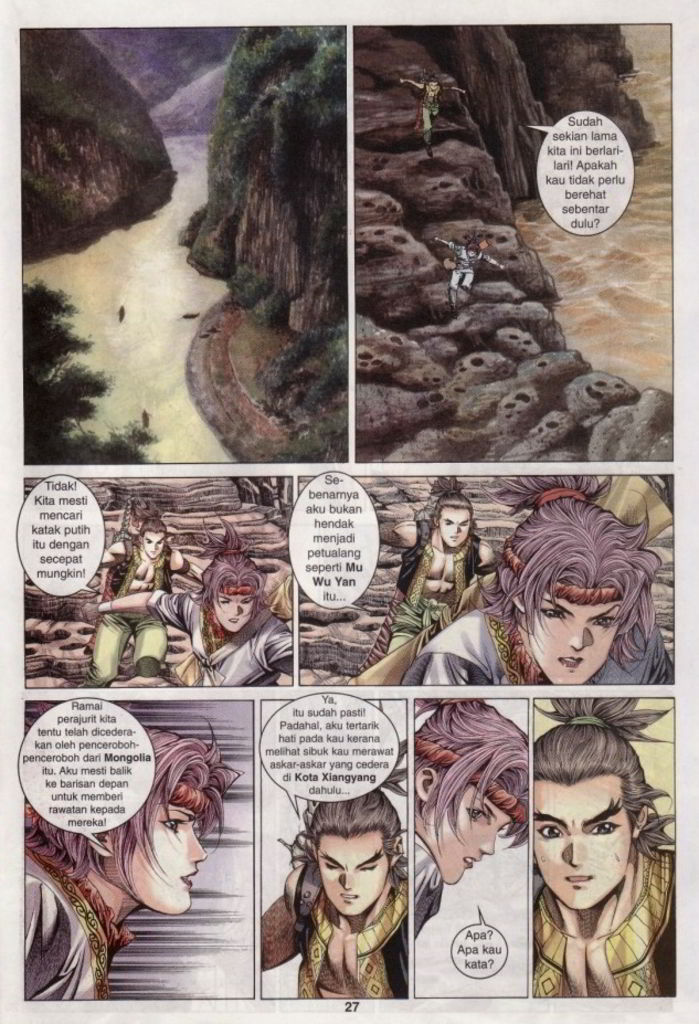 Sudah
sekian lama
kita ini berlari-
lari! Apakah
kau tidak perlu
berehat
sebentar
dulu?
Tidak!
Kita mesti
mencari
katak putih
itu dengan
secepat
mungkin!
Se-
benarnya,
aku bukan
hendak
menjadi
petualang
seperti Mu
Wu Yan
itu...
Ramai
perajurit kita
tentu telah dicedera-
kan oleh penceroboh-
penceroboh dari Mongolia
itu. Aku mesti balik
ke barisan depan
untuk memberi
rawatan kepada
mereka!
Ya,
itu sudah pasti!
Padahal, aku tertarik
hati pada kau kerana
melihat sibuk kau merawat
askar-askar yang cedera
di Kota Xiangyang
dahulu...
Apa?
Apa kau
kata?
27